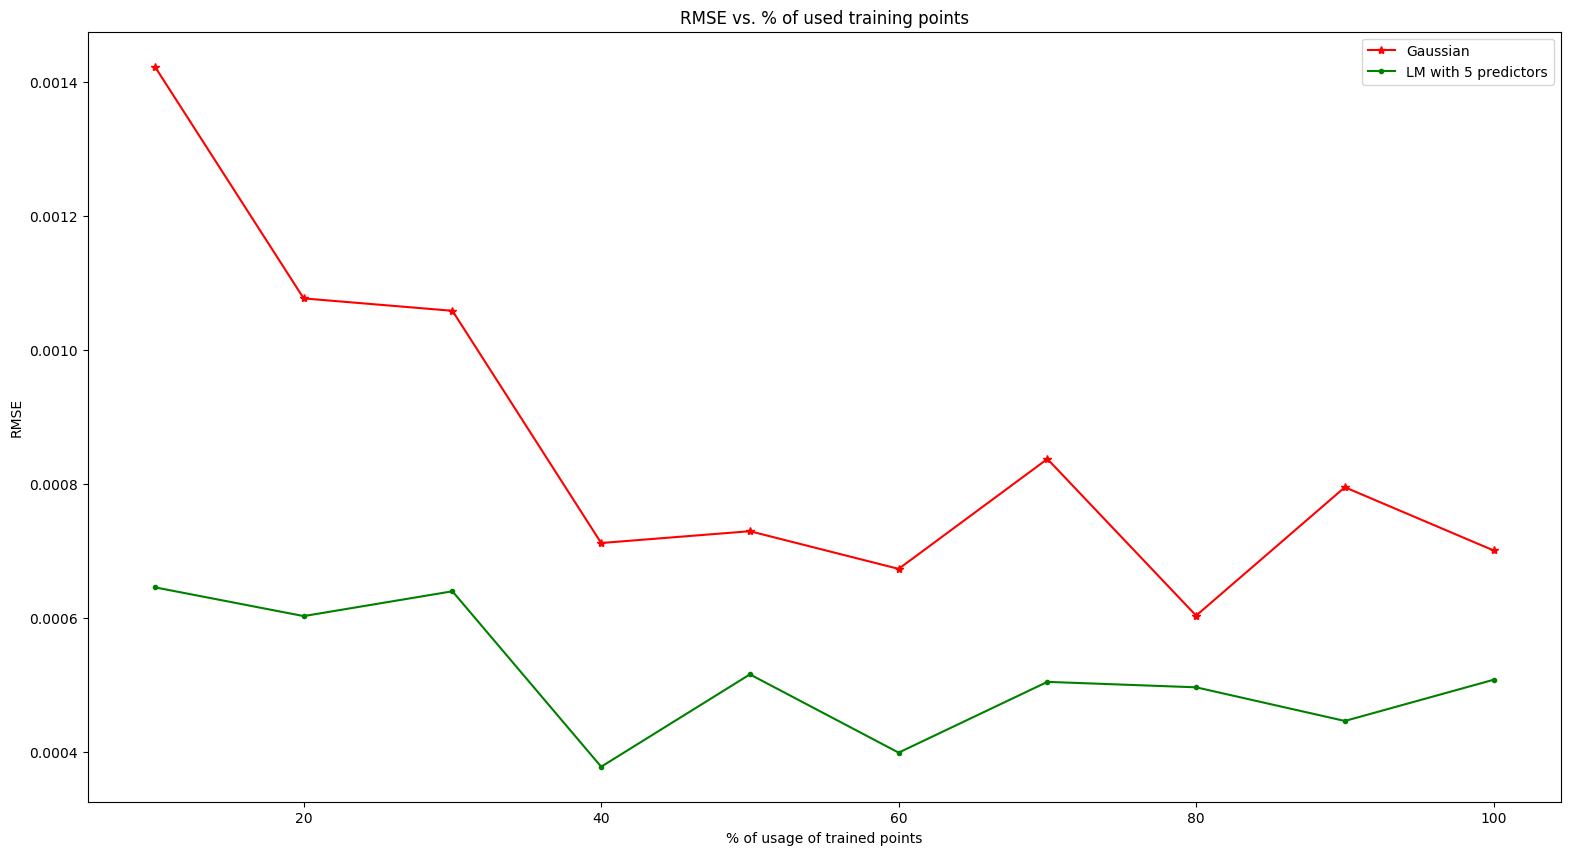 RMSE vs. % of used training points
Gaussian
LM with 5 predictors
0.0014
0.0012
0.0010
0.0008
0.0006
0.0004
RMSE
20 40 60 80 100
% of usage of trained points